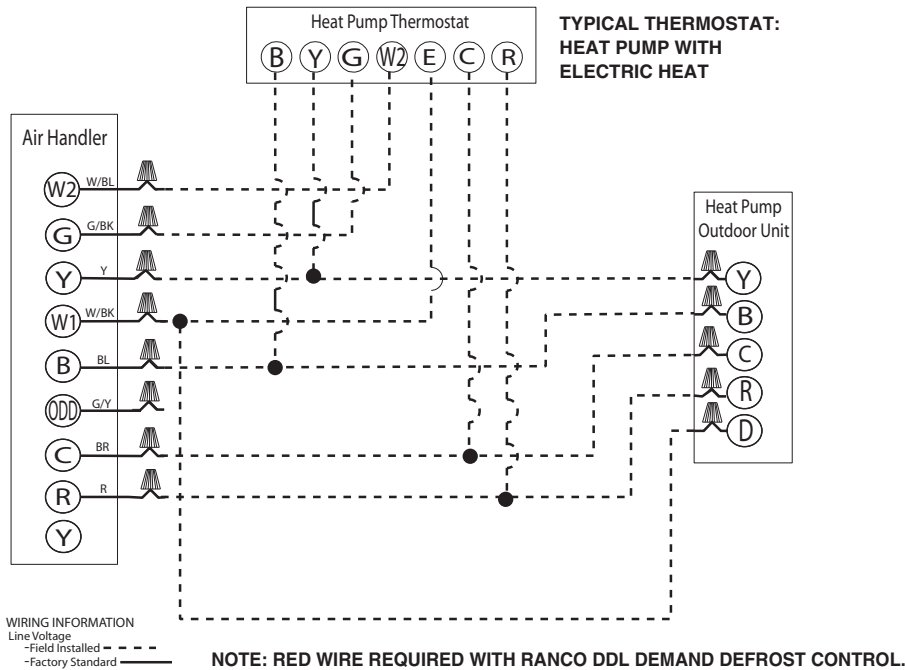 Heat Pump Thermostat
B Y G W2 E C R
TYPICAL THERMOSTAT:
HEAT PUMP WITH
ELECTRIC HEAT
Air Handler
W2 W/BL
G G/BK
Y Y
W1 W/BK
B BL
ODD G/Y
C BR
R R
Y
Heat Pump
Outdoor Unit
Y
B
C
R
D
WIRING INFORMATION
Line Voltage
-Field Installed
-Factory Standard
NOTE: RED WIRE REQUIRED WITH RANCO DDL DEMAND DEFROST CONTROL.